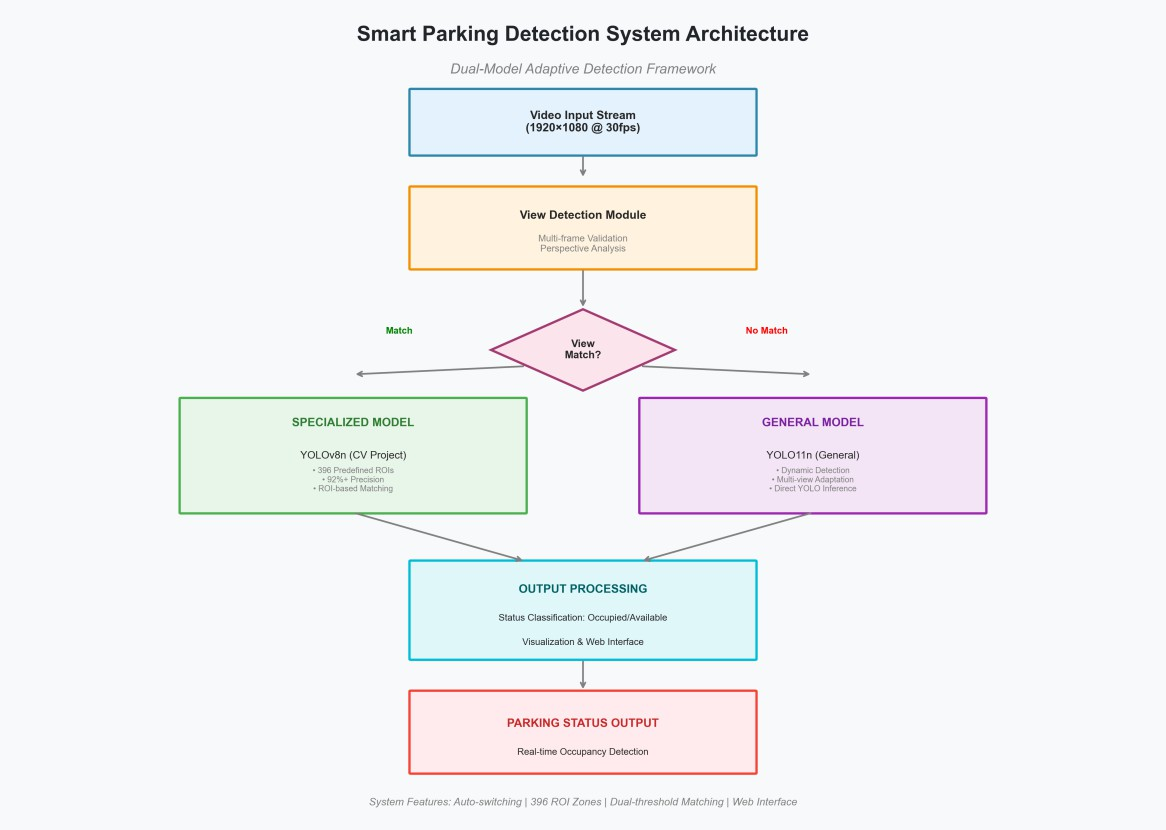 Smart Parking Detection System Architecture
Dual-Model Adaptive Detection Framework
Video Input Stream
(1920×1080 @ 30fps)
View Detection Module
Multi-frame Validation
Perspective Analysis
View
Match?
Match
No Match
SPECIALIZED MODEL
YOLOv8n (CV Project)
• 396 Predefined ROIs
• 92%+ Precision
• ROI-based Matching
GENERAL MODEL
YOLO11n (General)
• Dynamic Detection
• Multi-view Adaptation
• Direct YOLO Inference
OUTPUT PROCESSING
Status Classification: Occupied/Available
Visualization & Web Interface
PARKING STATUS OUTPUT
Real-time Occupancy Detection
System Features: Auto-switching | 396 ROI Zones | Dual-threshold Matching | Web Interface